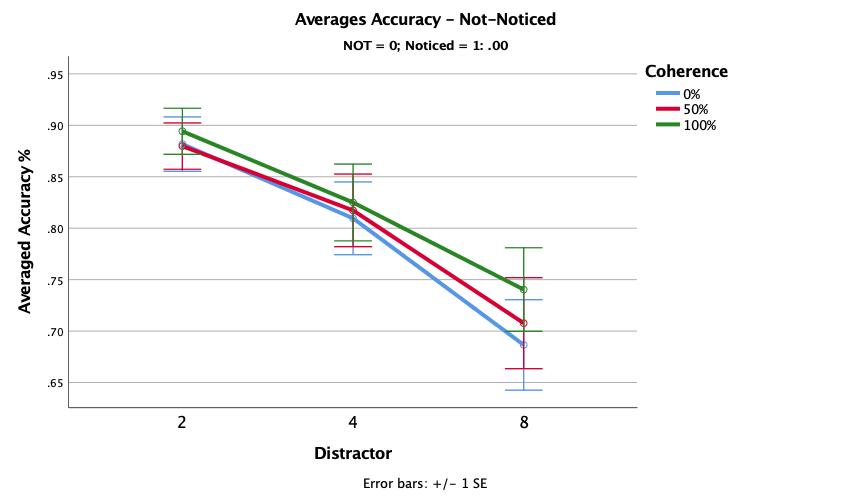 Averages Accuracy – Not-Noticed
NOT = 0; Noticed = 1: .00
Coherence
0%
50%
100%
Averaged Accuracy %
.95
.90
.85
.80
.75
.70
.65
2 4 8
Distractor
Error bars: +/- 1 SE